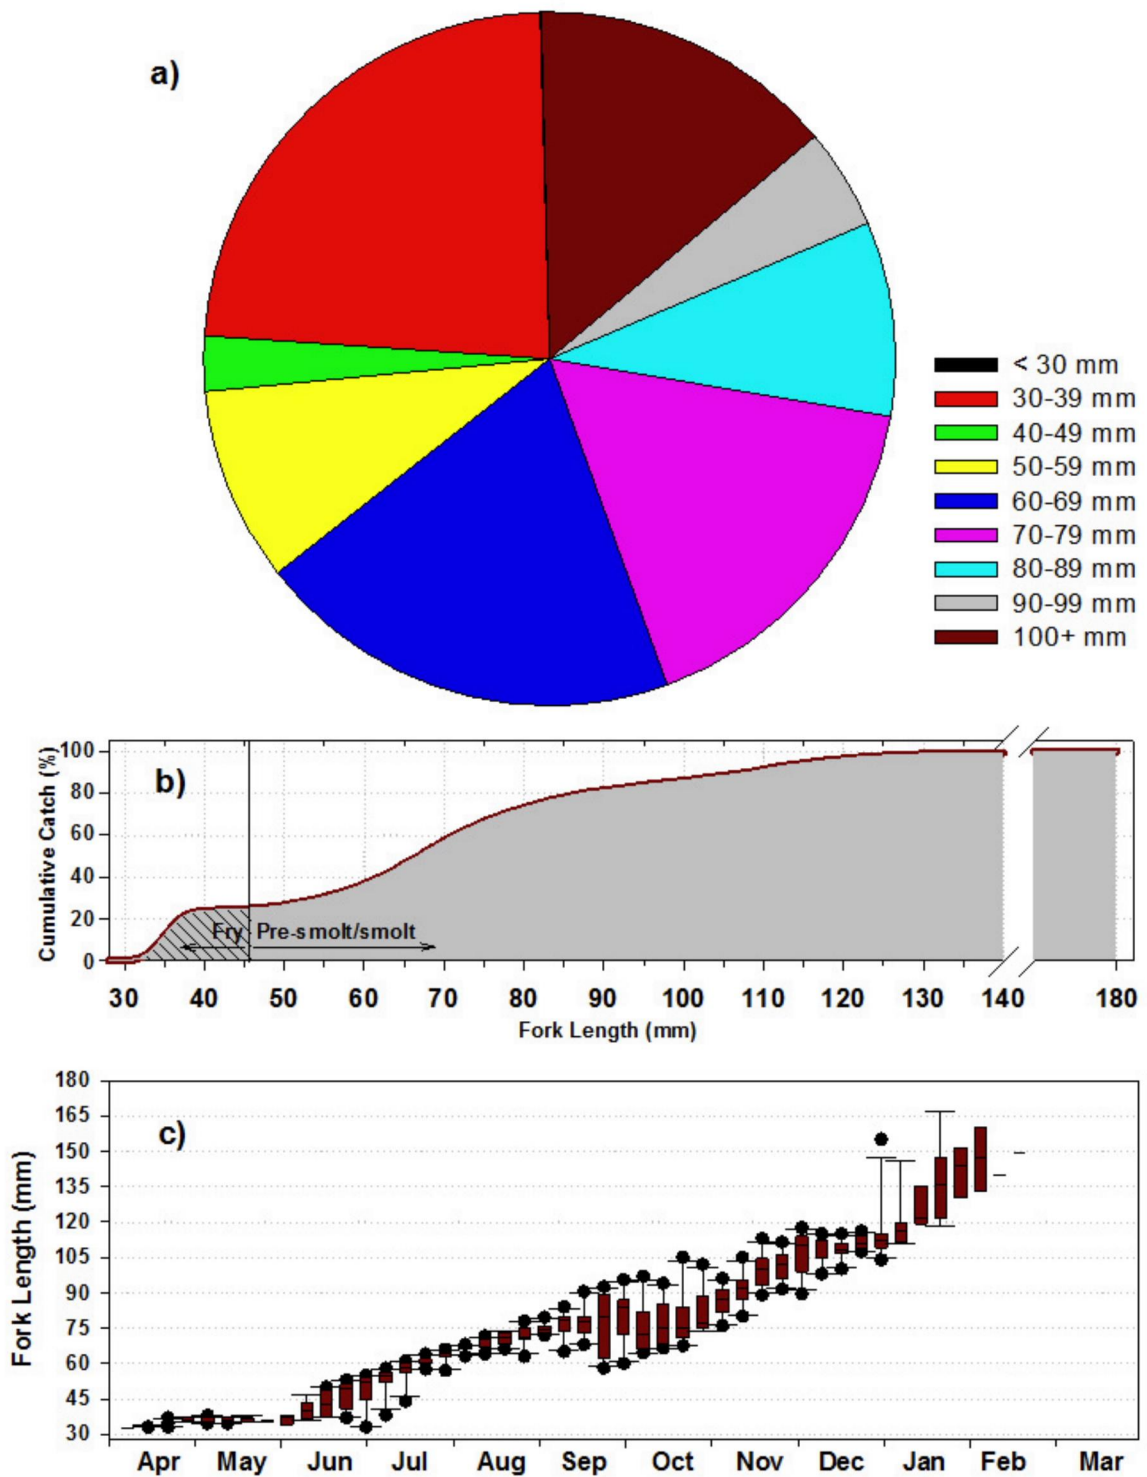 a)
< 30 mm
30-39 mm
40-49 mm
50-59 mm
60-69 mm
70-79 mm
80-89 mm
90-99 mm
100+ mm
Cumulative Catch (%)
100
80
60
40
20
0
b)
Fry Pre-smolt/smolt
30 40 50 60 70 80 90 100 110 120 130 140 180
Fork Length (mm)
Fork Length (mm)
180
165
150
135
120
105
90
75
60
45
30
c)
Apr May Jun Jul Aug Sep Oct Nov Dec Jan Feb Mar